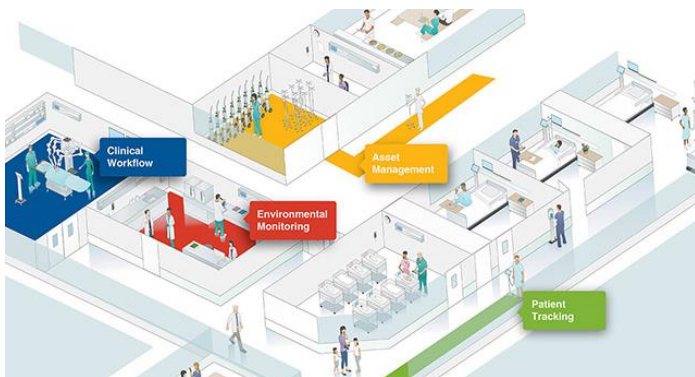 Clinical
Workflow
Asset
Management
Environmental
Monitoring
Patient
Tracking